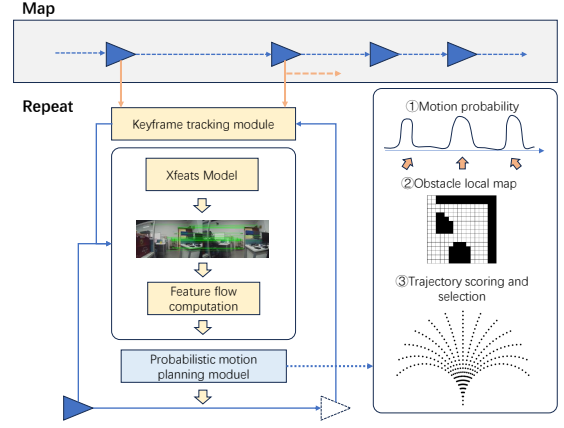 Map
Repeat
Keyframe tracking module
Xfeats Model
Feature flow
computation
Probabilistic motion
planning moduel
①Motion probability
②Obstacle local map
③Trajectory scoring and
selection